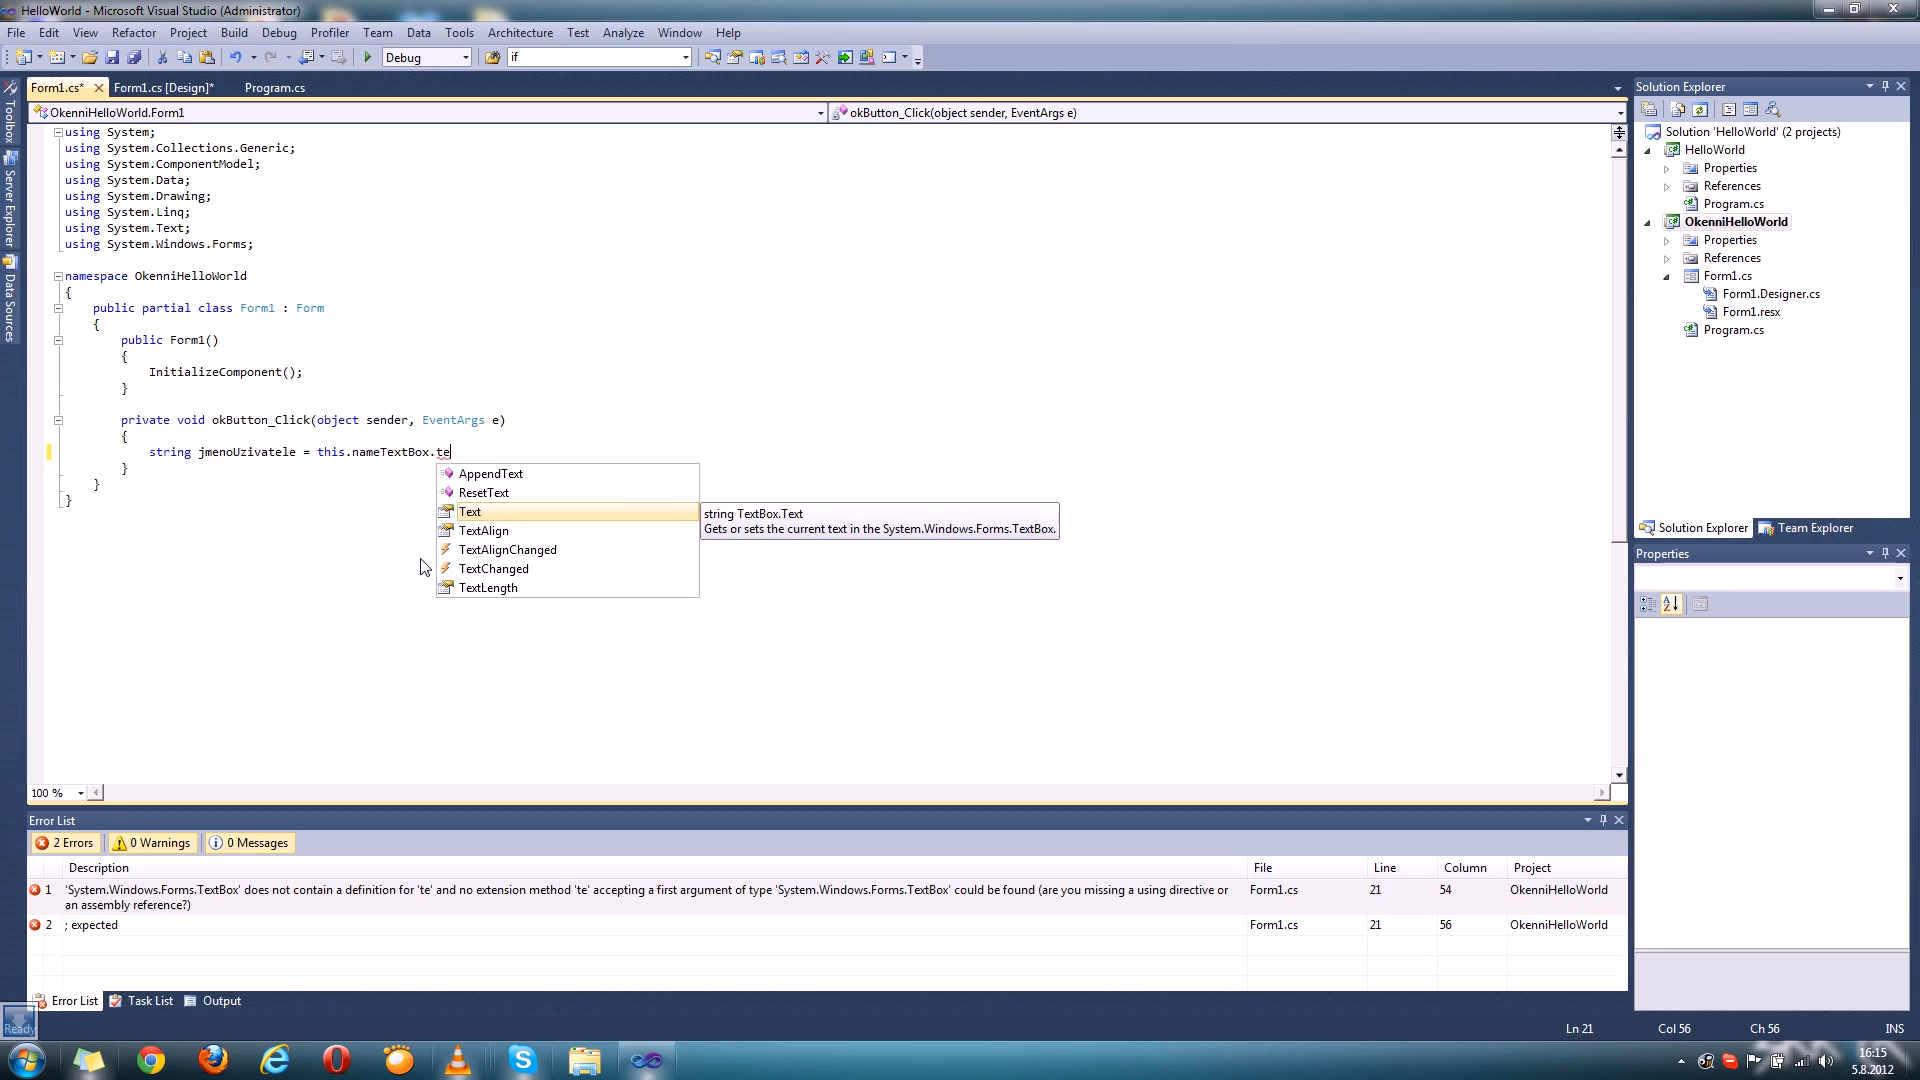 HelloWorld - Microsoft Visual Studio (Administrator)
File Edit View Refactor Project Build Debug Profiler Team Data Tools Architecture Test Analyze Window Help
Debug if
Form1.cs* Form1.cs [Design]* Program.cs
OkenniHelloWorld.Form1 okButton_Click(object sender, EventArgs e)
Toolbox
Server Explorer
Data Sources
using System;
using System.Collections.Generic;
using System.ComponentModel;
using System.Data;
using System.Drawing;
using System.Linq;
using System.Text;
using System.Windows.Forms;
namespace OkenniHelloWorld
{
public partial class Form1 : Form
{
public Form1()
{
InitializeComponent();
}
private void okButton_Click(object sender, EventArgs e)
{
string jmenoUzivatele = this.nameTextBox.te
}
}
}
AppendText
ResetText
Text
TextAlign
TextAlignChanged
TextChanged
TextLength
string TextBox.Text
Gets or sets the current text in the System.Windows.Forms.TextBox.
100 %
Solution Explorer
Solution 'HelloWorld' (2 projects)
HelloWorld
Properties
References
Program.cs
OkenniHelloWorld
Properties
References
Form1.cs
Form1.Designer.cs
Form1.resx
Program.cs
Solution Explorer Team Explorer
Properties
Error List
2 Errors 0 Warnings 0 Messages
Description File Line Column Project
1 'System.Windows.Forms.TextBox' does not contain a definition for 'te' and no extension method 'te' accepting a first argument of type 'System.Windows.Forms.TextBox' could be found (are you missing a using directive or Form1.cs 21 54 OkenniHelloWorld
an assembly reference?)
2 ; expected Form1.cs 21 56 OkenniHelloWorld
Error List Task List Output
Ready Ln 21 Col 56 Ch 56 INS
16:15
5.8.2012